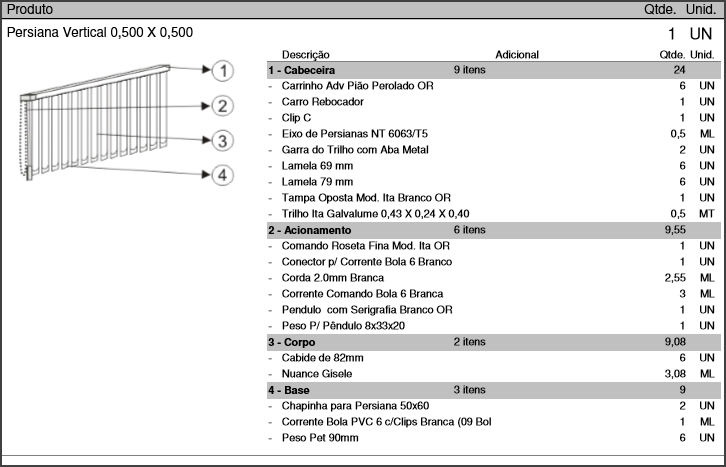 Produto Qtde. Unid.
Persiana Vertical 0,500 X 0,500 1 UN
Descrição Adicional Qtde. Unid.
1 - Cabeceira 9 itens 24
- Carrinho Adv Pião Perolado OR 6 UN
- Carro Rebocador 1 UN
- Clip C 1 UN
- Eixo de Persianas NT 6063/T5 0,5 ML
- Garra do Trilho com Aba Metal 2 UN
- Lamela 69 mm 6 UN
- Lamela 79 mm 6 UN
- Tampa Oposta Mod. Ita Branco OR 1 UN
- Trilho Ita Galvalume 0,43 X 0,24 X 0,40 0,5 MT
2 - Acionamento 6 itens 9,55
- Comando Roseta Fina Mod. Ita OR 1 UN
- Conector p/ Corrente Bola 6 Branco 1 UN
- Corda 2.0mm Branca 2,55 ML
- Corrente Comando Bola 6 Branca 3 ML
- Pendulo com Serigrafia Branco OR 1 UN
- Peso P/ Pêndulo 8x33x20 1 UN
3 - Corpo 2 itens 9,08
- Cabide de 82mm 6 UN
- Nuance Gisele 3,08 ML
4 - Base 3 itens 9
- Chapinha para Persiana 50x60 2 UN
- Corrente Bola PVC 6 c/Clips Branca (09 Bol 1 ML
- Peso Pet 90mm 6 UN
1
2
3
4